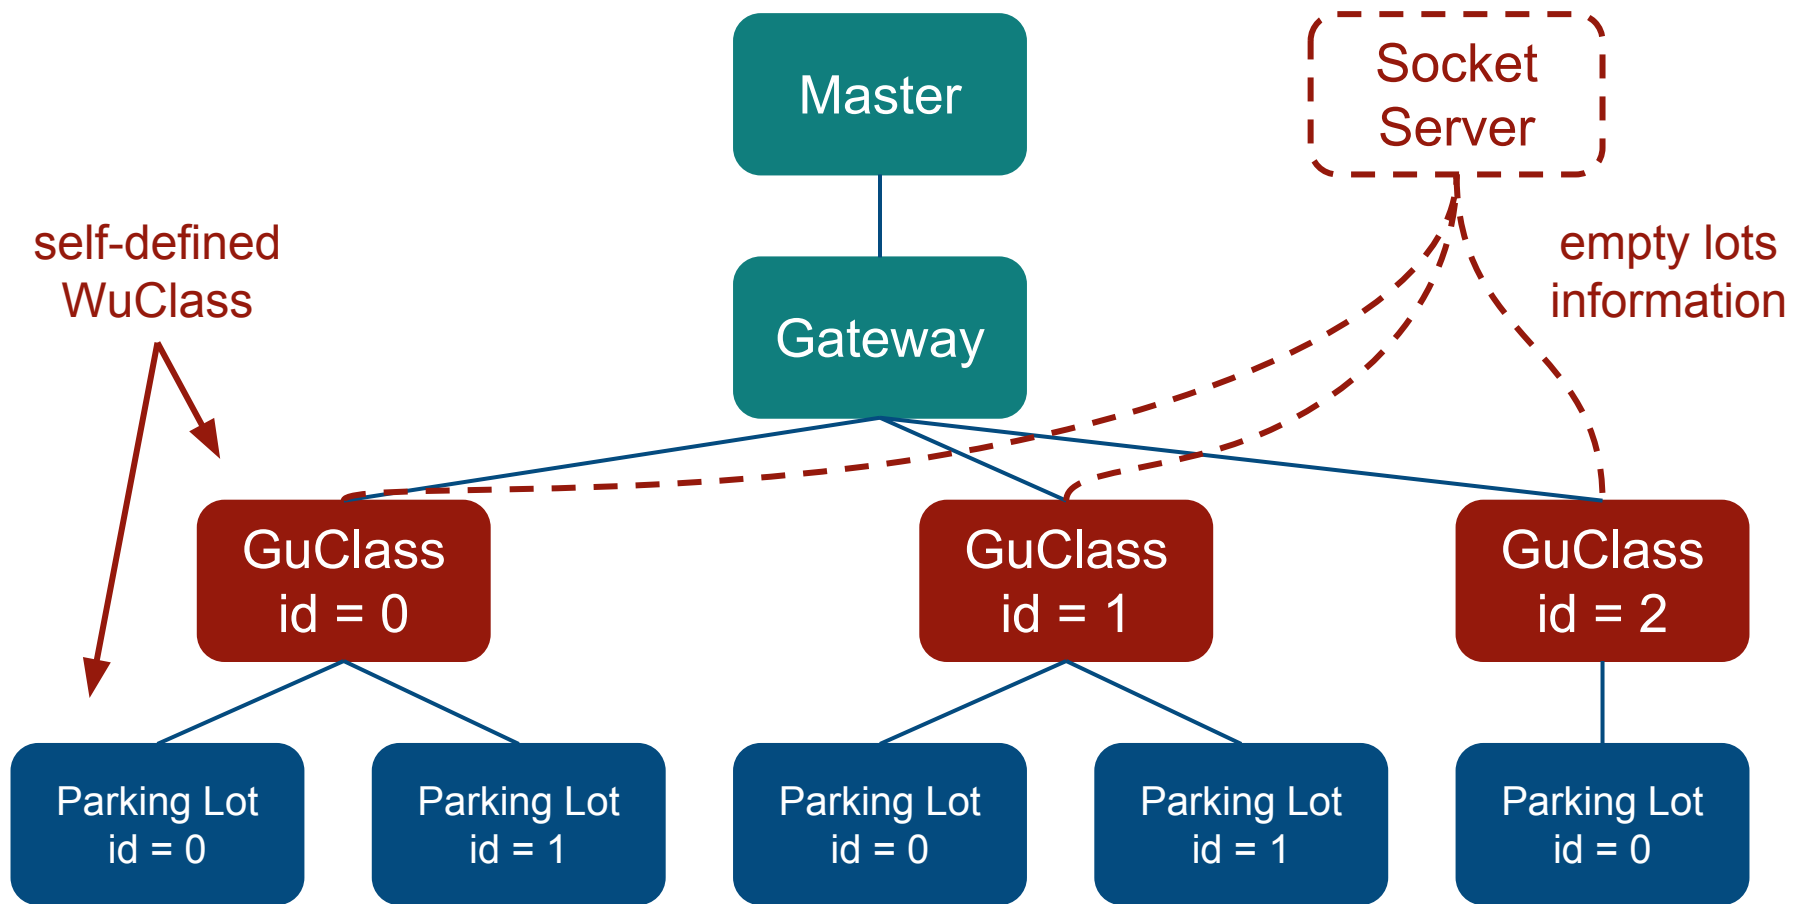 Master
Socket
Server
self-defined
WuClass
empty lots
information
Gateway
GuClass
id = 0
GuClass
id = 1
GuClass
id = 2
Parking Lot
id = 0
Parking Lot
id = 1
Parking Lot
id = 0
Parking Lot
id = 1
Parking Lot
id = 0